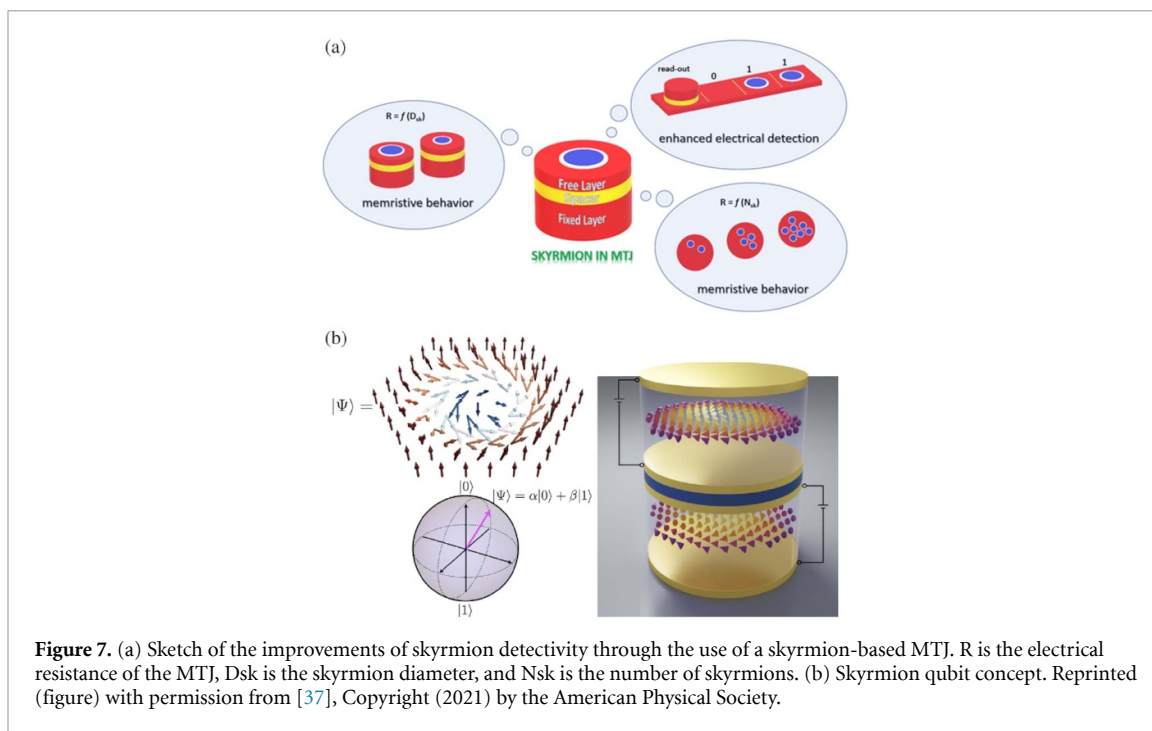 (a)
read-out
0
1
1
enhanced electrical detection
R = f (Dsk)
memristive behavior
Free Layer
Spacer
Fixed Layer
SKYRMION IN MTJ
R = f (Nsk)
memristive behavior
(b)
|Ψ⟩ =
|0⟩
|Ψ⟩ = α|0⟩ + β|1⟩
|1⟩
Figure 7. (a) Sketch of the improvements of skyrmion detectivity through the use of a skyrmion-based MTJ. R is the electrical
resistance of the MTJ, Dsk is the skyrmion diameter, and Nsk is the number of skyrmions. (b) Skyrmion qubit concept. Reprinted
(figure) with permission from [37], Copyright (2021) by the American Physical Society.